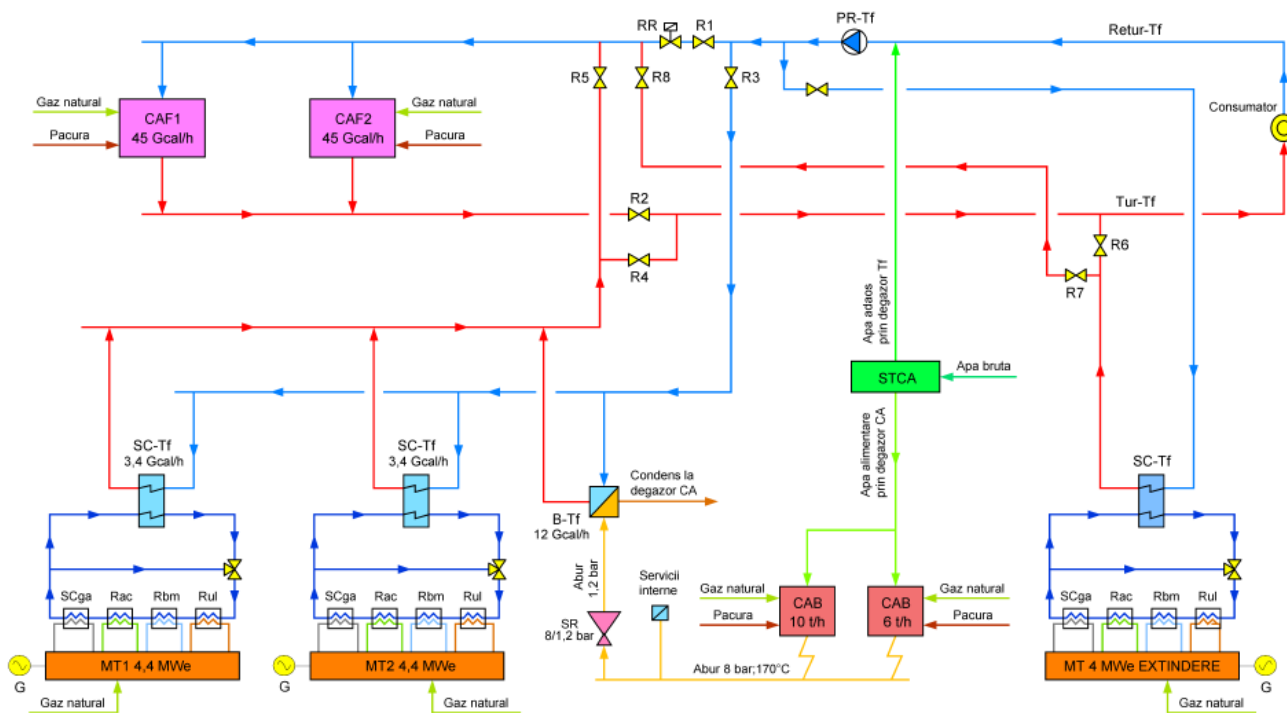 PR-Tf
RR
R1
Retur-Tf
R5
R8
R3
Gaz natural
CAF1
45 Gcal/h
Pacura
CAF2
45 Gcal/h
Gaz natural
Pacura
Consumator
R2
Tur-Tf
R4
R6
R7
Apa adaos
prin degazor Tf
STCA
Apa bruta
Apa alimentare
prin degazor CA
SC-Tf
3,4 Gcal/h
SC-Tf
3,4 Gcal/h
Condens la
degazor CA
B-Tf
12 Gcal/h
SC-Tf
Abur
1,2 bar
Servicii
interne
SR
8/1,2 bar
Gaz natural
Pacura
CAB
10 t/h
CAB
6 t/h
Gaz natural
Pacura
Abur 8 bar;170°C
SCga
Rac
Rbm
Rul
SCga
Rac
Rbm
Rul
SCga
Rac
Rbm
Rul
G
MT1 4,4 MWe
Gaz natural
G
MT2 4,4 MWe
Gaz natural
MT 4 MWe EXTINDERE
G
Gaz natural